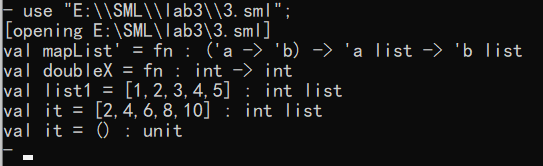 - use "E:\\SML\\lab3\\3.sml";
[opening E:\SML\lab3\3.sml]
val mapList' = fn : ('a -> 'b) -> 'a list -> 'b list
val doubleX = fn : int -> int
val list1 = [1,2,3,4,5] : int list
val it = [2,4,6,8,10] : int list
val it = () : unit
-